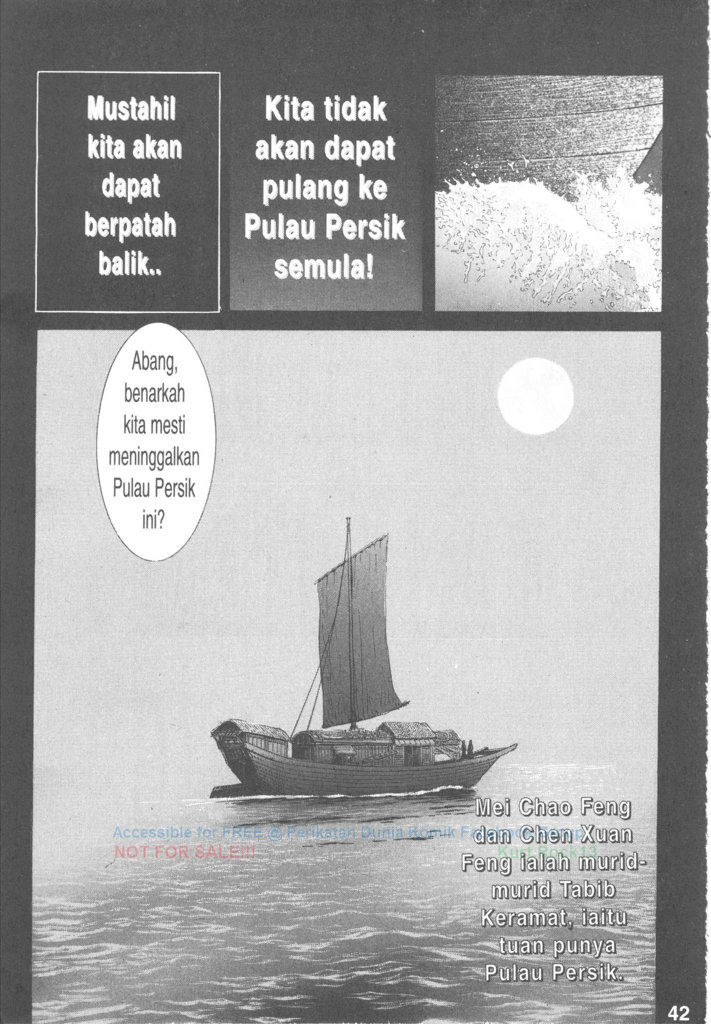 Mustahil
kita akan
dapat
berpatah
balik..
Kita tidak
akan dapat
pulang ke
Pulau Persik
semula!
Abang,
benarkah
kita mesti
meninggalkan
Pulau Persik
ini?
Mei Chao Feng
dan Chen Xuan
Feng ialah murid-
murid Tabib
Keramat, iaitu
tuan punya
Pulau Persik.
Accessible for FREE @ Perikatan Dunia Komik
NOT FOR SALE!!!
42